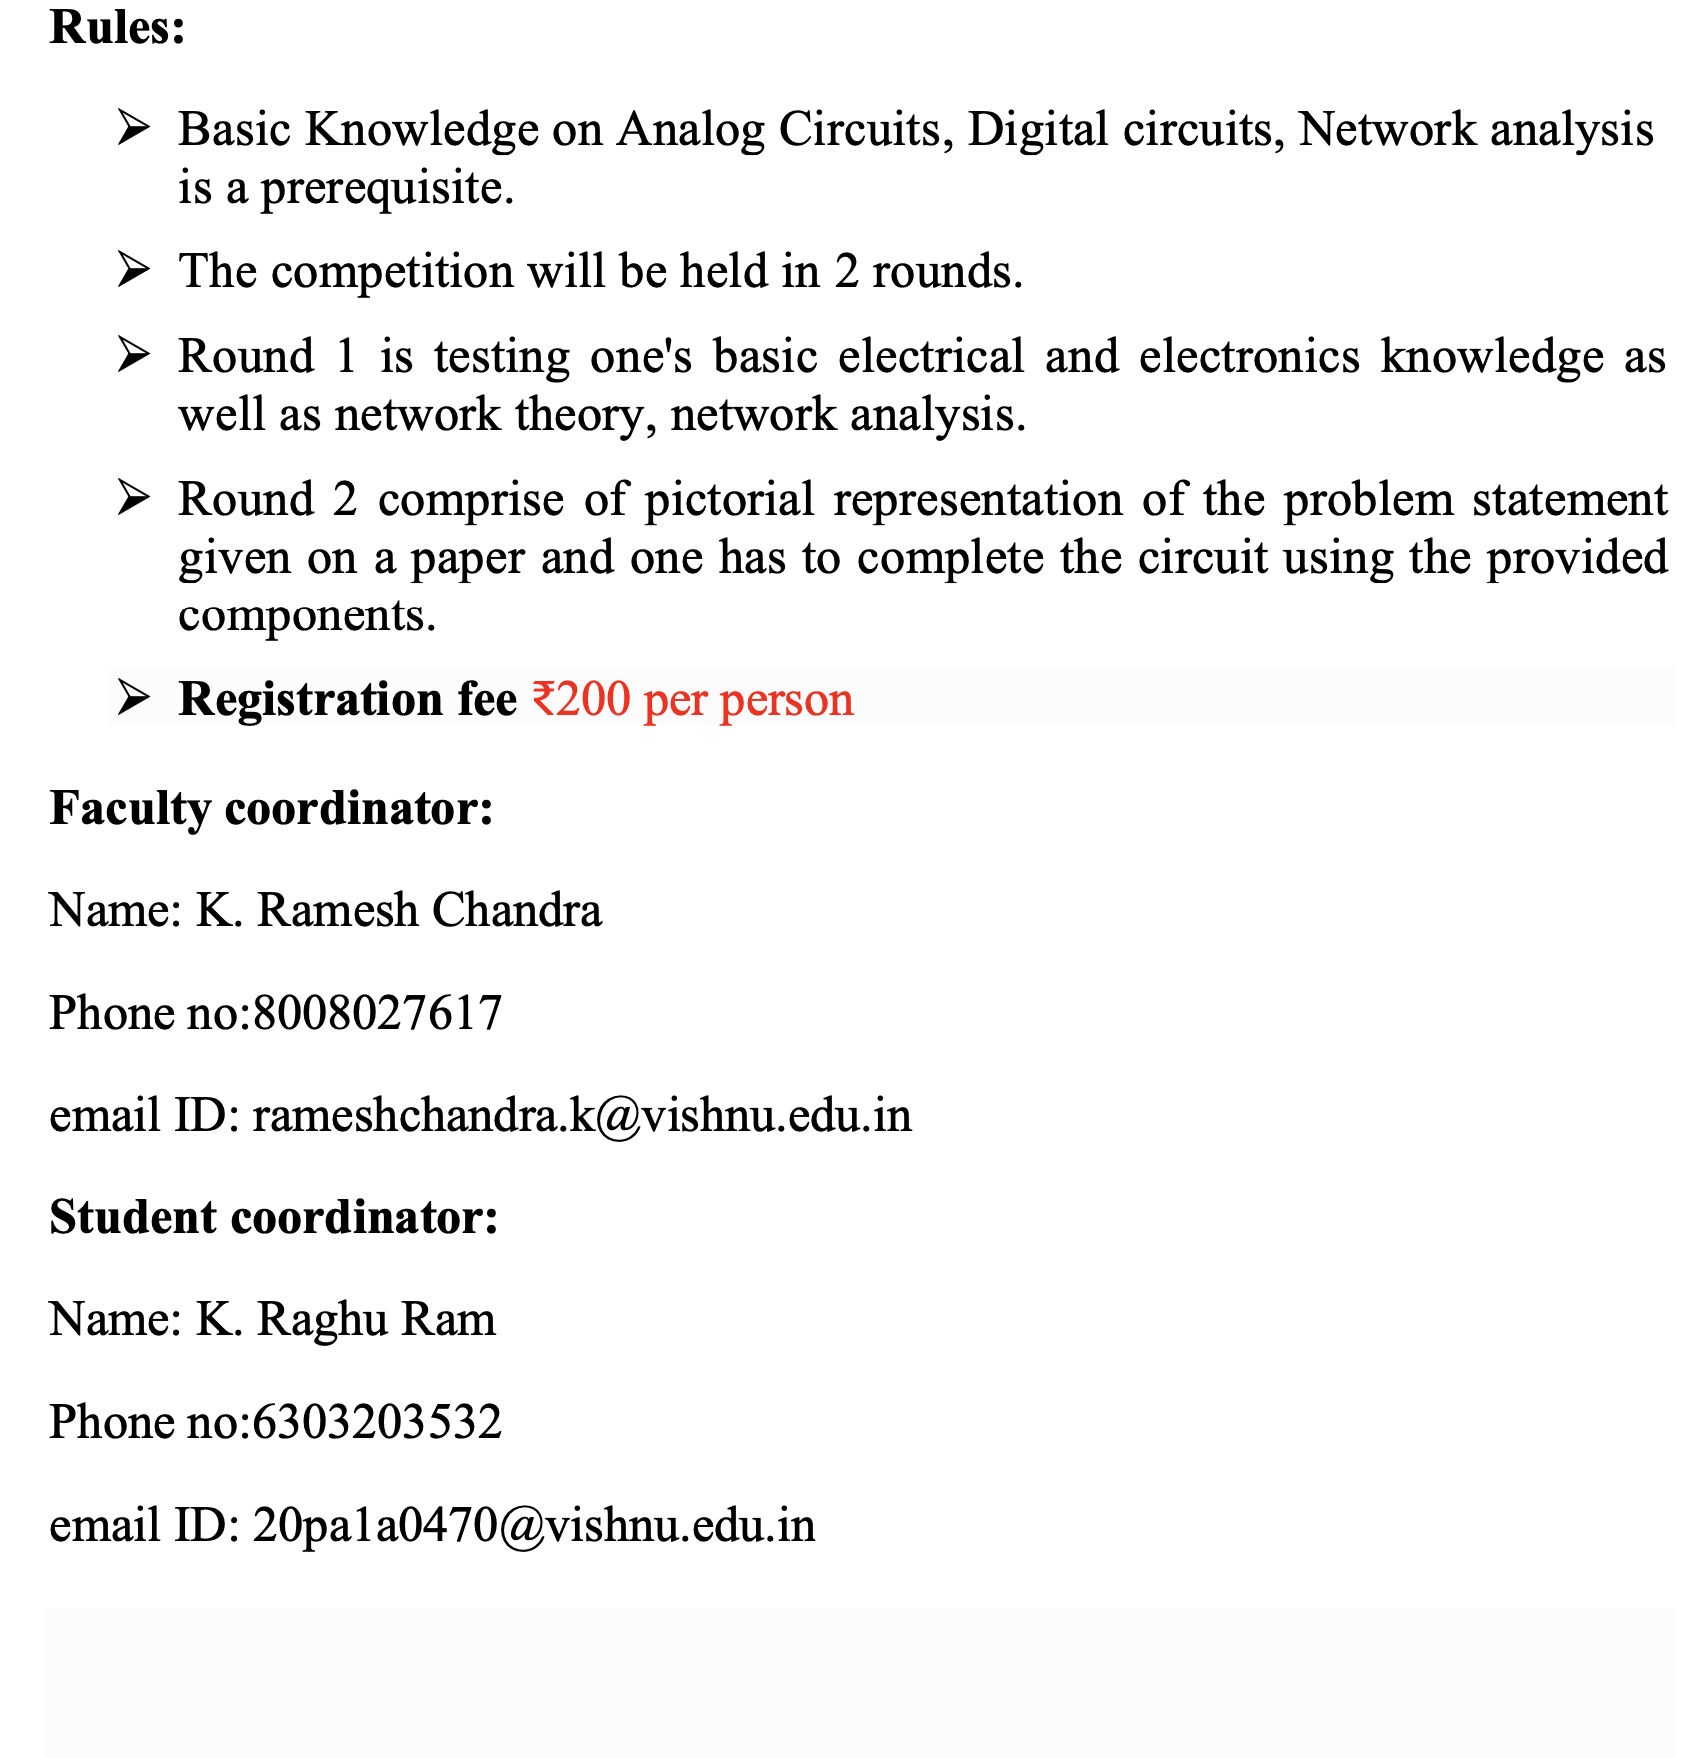 Rules:
➢ Basic Knowledge on Analog Circuits, Digital circuits, Network analysis
is a prerequisite.
➢ The competition will be held in 2 rounds.
➢ Round 1 is testing one's basic electrical and electronics knowledge as
well as network theory, network analysis.
➢ Round 2 comprise of pictorial representation of the problem statement
given on a paper and one has to complete the circuit using the provided
components.
➢ Registration fee ₹200 per person
Faculty coordinator:
Name: K. Ramesh Chandra
Phone no:8008027617
email ID: rameshchandra.k@vishnu.edu.in
Student coordinator:
Name: K. Raghu Ram
Phone no:6303203532
email ID: 20pa1a0470@vishnu.edu.in